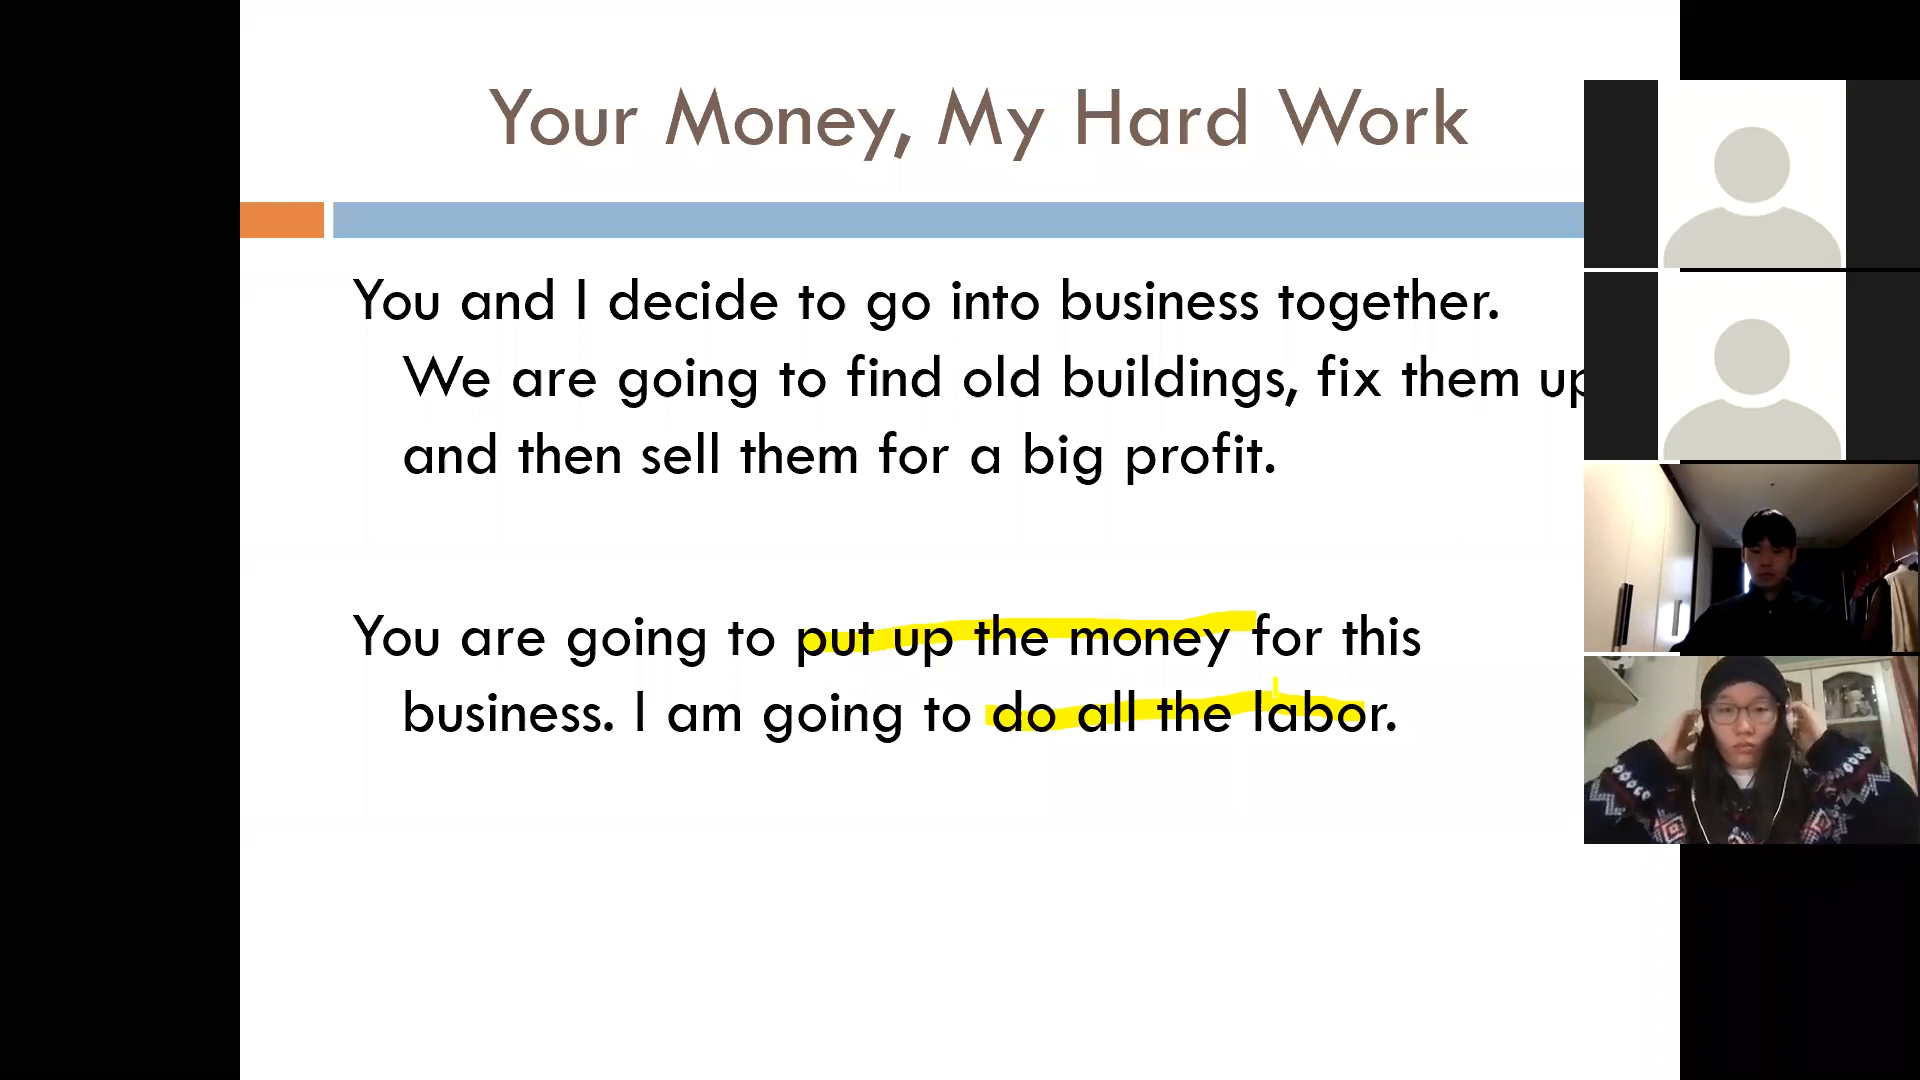 Your Money, My Hard Work
You and I decide to go into business together.
We are going to find old buildings, fix them up
and then sell them for a big profit.
You are going to put up the money for this
business. I am going to do all the labor.